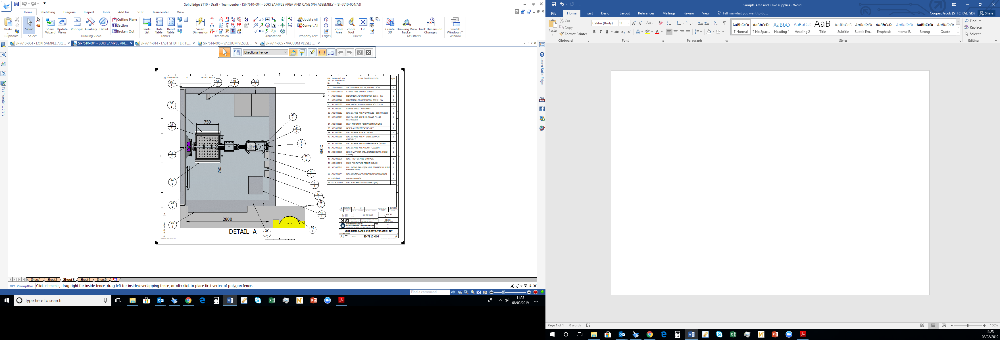 Solid Edge ST10 - Draft - Teamcenter - [SI-7610-004 - LOKI SAMPLE AREA AND CAVE (V6) ASSEMBLY - [SI-7610-004/A]]
Home Sketching Diagram Inspect Tools Add Ins STFC Teamcenter View
Paste
Clipboard
Select
Select
View Wizard
Update Views
Principal
Auxiliary
Detail
Cutting Plane
Section
Broken-Out
Drawing Views
Parts List
Hole Table
Bend Table
Tables
Smart Dimension
Dimension
Annotation
Update All
Convert All
Property Text
Edges
Zoom Area
Zoom Tool
Fit
Orient
Create 3D
Drawing View Tracker
Track Dimension Changes
Assistants
Switch Windows
Window
SI-7610-004 - LOKI SAMPLE ARE...
SI-7610-004 - LOKI SAMPLE ARE...
SI-7614-014 - FAST SHUTTER TE...
SI-7614-005 - VACUUM VESSEL ...
SI-7614-005 - VACUUM VESSEL ...
Directional Fence
Teamcenter Library
Learn Solid Edge
A1 SI-7610-004 A DO NOT SCALE
56 1
51 1
50 1
13 2
38 1
24 1
3 1
44 1
49 1
45 1
40 1
34 1
1 1
35 1
4 1
5 1
6 1
46 1
47 1
33 1
48 1
750
750
3600
2800
DETAIL A
ITEM No DRAWING NO / CATALOGUE No TITLE / DESCRIPTION QTY
1 12144-PA44 VACUUM GATE VALVE, DN160, ISO-F 1
3 DST-000550 STRAW TUBE LAYOUT D ASSY 1
4 JCC-000021 ELECTRICAL POWER SUPPLY BOX 1 - SA 2
5 JCC-000022 ELECTRICAL POWER SUPPLY BOX 2 - SA 2
6 JCC-000023 ELECTRICAL POWER SUPPLY BOX 3 - SA 2
24 JCC-000167 SAMPLE SNOUT ASSEMBLY 1
32 JCC-000212 LOKI SAMPLE AREA CRANE JIB - ESS-0060680 1
33 JCC-000213 LOKI SAMPLE AREA JIB CRANE PILLAR - ESS-0060678 1
34 JCC-000217 BEAM MONITOR MECHANISM OUTLINE 1
35 JCC-000227 LASER ALIGNMENT ASSEMBLY 1
38 JCC-000281 LOKI SAMPLE STACK LAYOUT 1
40 JCC-000286 LOKI SAMPLE AREA - STEEL SUPPORT ASSEMBLY 1
44 JCC-000298 LOKI SAMPLE AREA RAISED FLOOR (WIDE) 1
45 JCC-000300 LOKI SAMPLE AREA DOOR (CLOSED) 1
46 JCC-000337 LOKI PLATFORM AREA OUTSIDE CAVE (FLUSH SIDES) 1
47 JCC-000339 LOKI - HOT SAMPLE STORAGE 1
48 JCC-000340 PLUG FOR FUTURE FEEDTHROUGH 1
49 JCC-000341 PULL DOWN TABLE (SAMPLE STORAGE DURING CHANGEOVER) 1
50 JCC-000344 LOKI CHEMICAL VENTILATION CONNECTION 1
51 K40-SWS DN40KF FLANGE 1
56 SI-7616-002 LOKI BLOCKHOUSE ASSEMBLY (V6) 1
IN WORK
SEE ITEMS LIST
CLEAN
ISIS DESIGN DIVISION
RUTHERFORD APPLETON LABORATORY
LOKI SAMPLE AREA AND CAVE (V6) ASSEMBLY
A1 3 OF 5 SI-7610-004 A
Sheet1 Sheet2 Sheet3 Sheet4 Sheet5
PromptBar Click elements, drag right for inside fence, drag left for inside/overlapping fence, or Alt+click to place first vertex of polygon fence.
Find a command
Type here to search
11:23
08/02/2019
Sample Area and Cave supplies - Word
File Home Insert Design Layout References Mailings Review View Tell me what you want to do...
Cooper, Jacob (STFC,RAL,ISIS) Share
Paste
Cut
Copy
Format Painter
Clipboard
Calibri (Body) 11
Font
Paragraph
¶ Normal ¶ No Spac... Heading 1 Heading 2 Title Subtitle Subtle Em... Emphasis Intense E... Strong Quote
Styles
Find
Replace
Select
Editing
Page 1 of 1 0 words
100%
11:23
08/02/2019